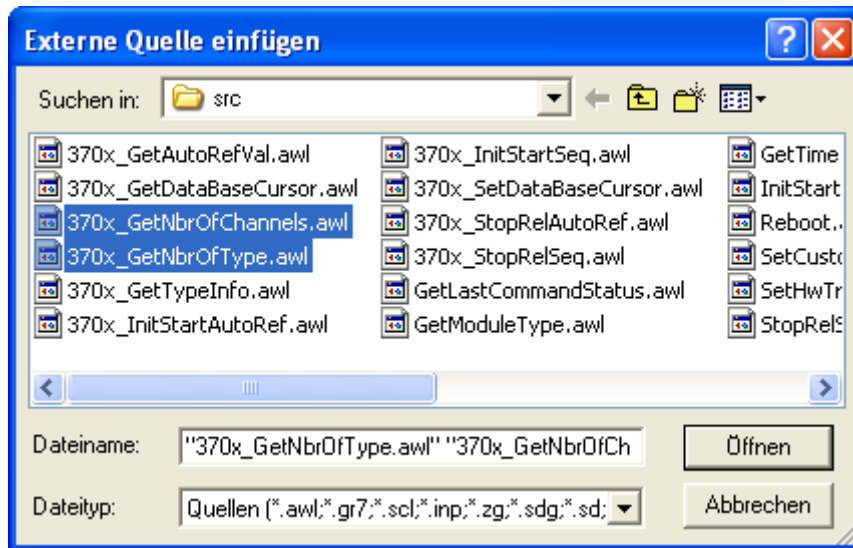 Externe Quelle einfügen
Suchen in: src
370x_GetAutoRefVal.awl 370x_InitStartSeq.awl GetTime
370x_GetDataBaseCursor.awl 370x_SetDataBaseCursor.awl InitStart
370x_GetNbrOfChannels.awl 370x_StopRelAutoRef.awl Reboot.
370x_GetNbrOfType.awl 370x_StopRelSeq.awl SetCusto
370x_GetTypeInfo.awl GetLastCommandStatus.awl SetHwTr
370x_InitStartAutoRef.awl GetModuleType.awl StopRelS
Dateiname: "370x_GetNbrOfType.awl" "370x_GetNbrOfCh Öffnen
Dateityp: Quellen (*.awl;*.gr7;*.scl;*.inp;*.zg;*.sdg;*.sd; Abbrechen